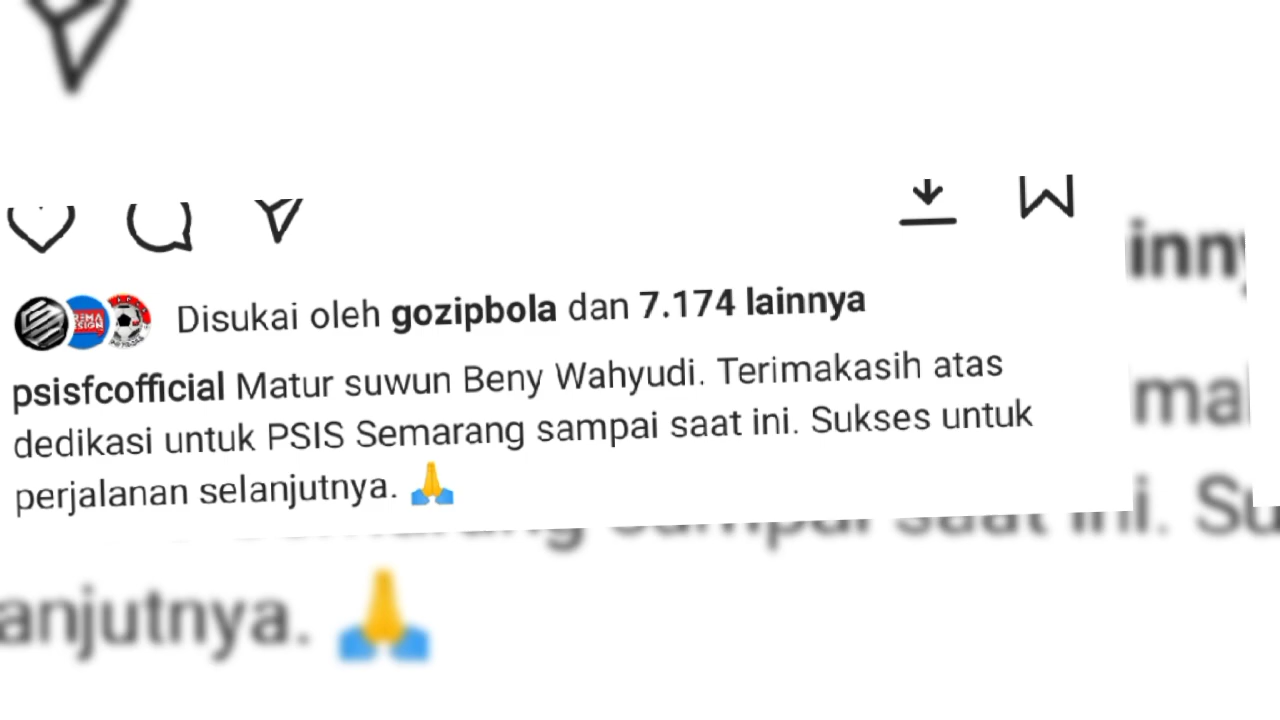 Disukai oleh gozipbola dan 7.174 lainnya
psisfcofficial Matur suwun Beny Wahyudi. Terimakasih atas
dedikasi untuk PSIS Semarang sampai saat ini. Sukses untuk
perjalanan selanjutnya. 🙏